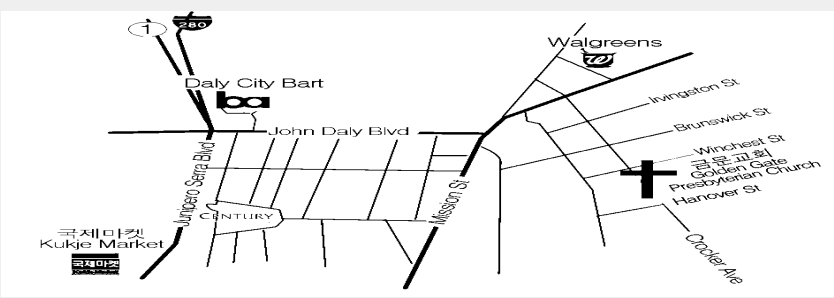 1
280
Walgreens
Daly City Bart
ba
Irvington St
Brunswick St
John Daly Blvd
Winchest St
금문교회
Golden Gate
Presbyterian Church
Hanover St
Junipero Serra Blvd
CENTURY
Mission St
국제마켓
Kukje Market
국제마켓
Crocker Ave